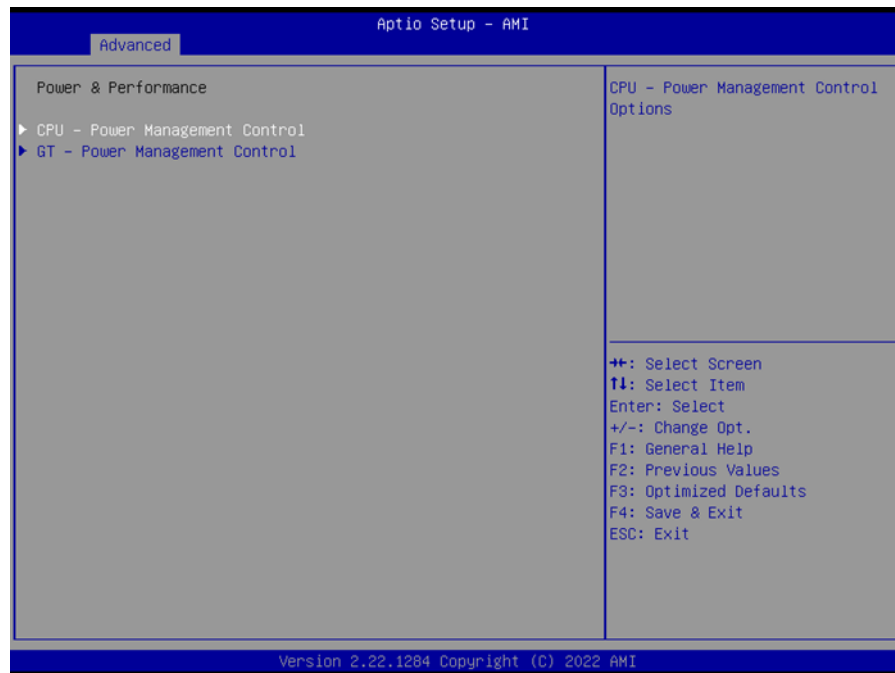 Aptio Setup – AMI
Advanced
Power & Performance
CPU – Power Management Control
GT – Power Management Control
CPU – Power Management Control
Options
→←: Select Screen
↑↓: Select Item
Enter: Select
+/-: Change Opt.
F1: General Help
F2: Previous Values
F3: Optimized Defaults
F4: Save & Exit
ESC: Exit
Version 2.22.1284 Copyright (C) 2022 AMI